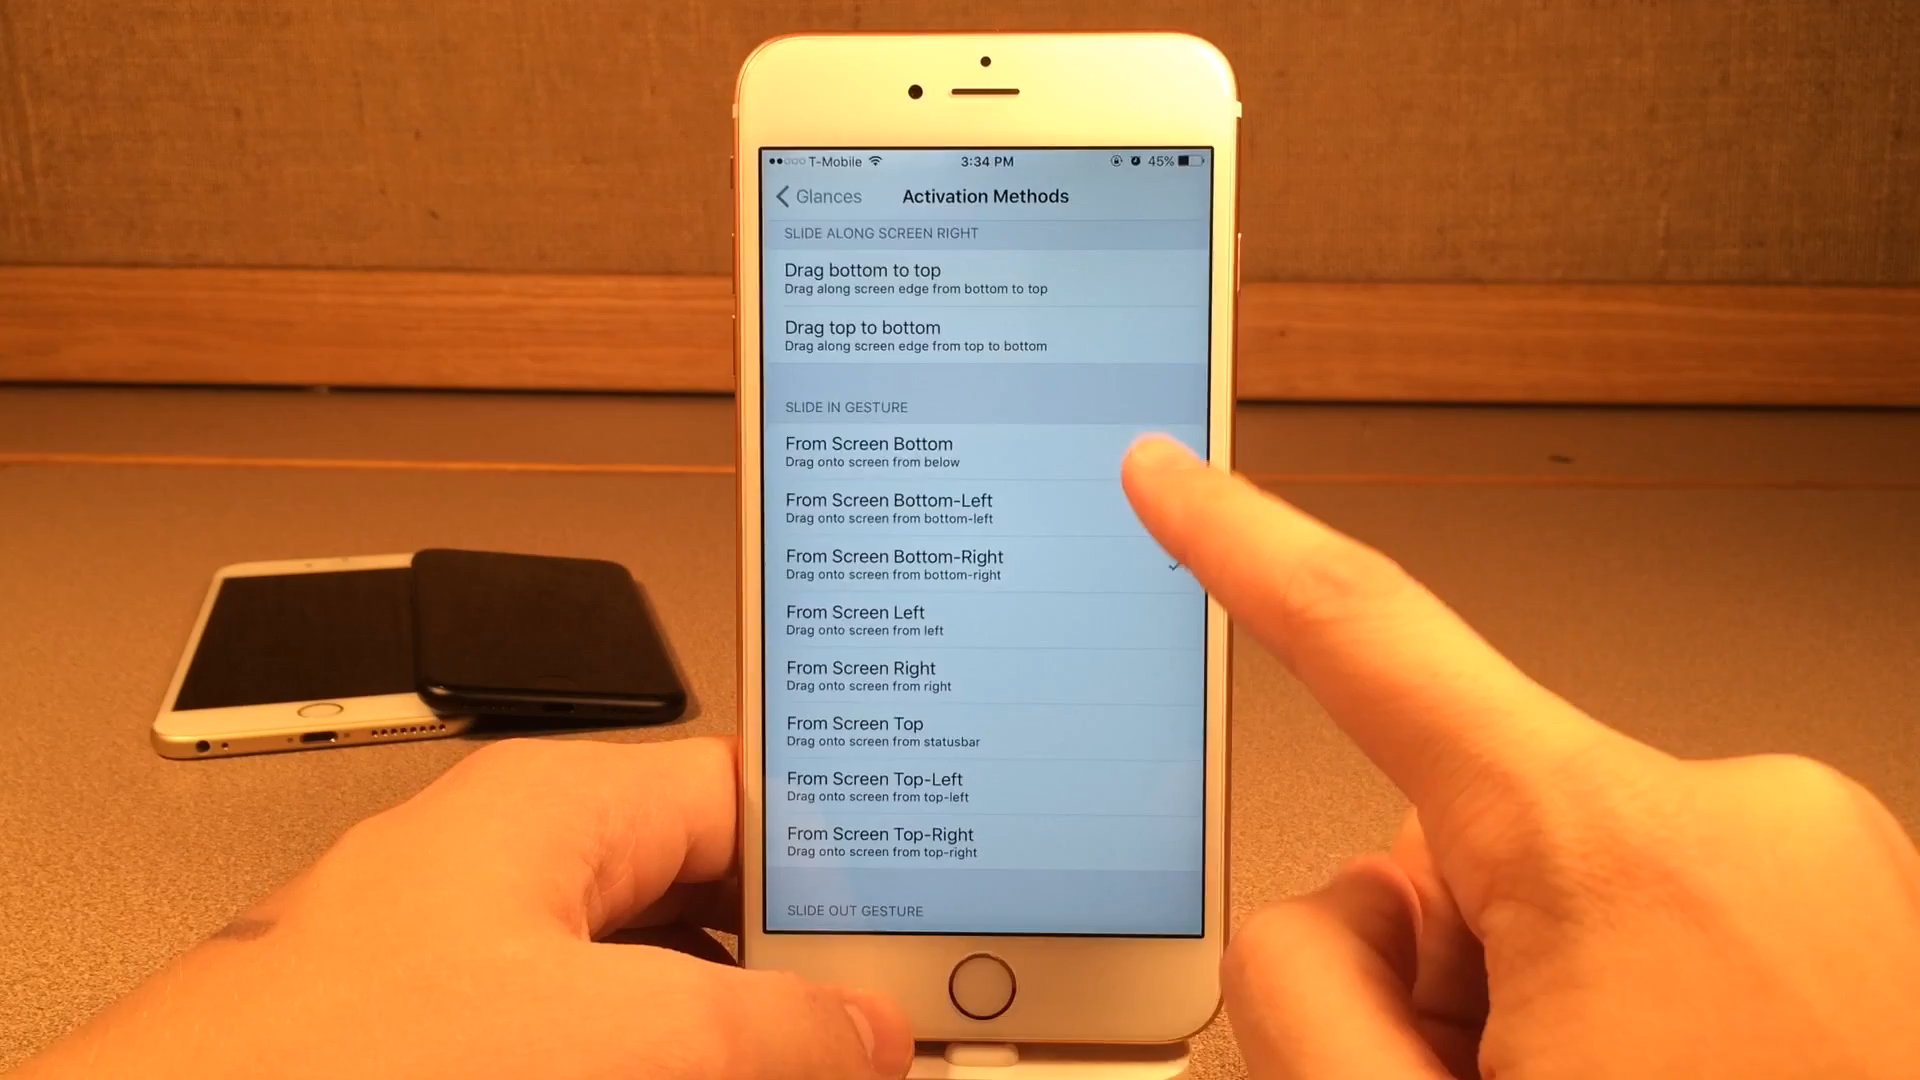 T-Mobile 3:34 PM 45%
Glances Activation Methods
SLIDE ALONG SCREEN RIGHT
Drag bottom to top
Drag along screen edge from bottom to top
Drag top to bottom
Drag along screen edge from top to bottom
SLIDE IN GESTURE
From Screen Bottom
Drag onto screen from below
From Screen Bottom-Left
Drag onto screen from bottom-left
From Screen Bottom-Right
Drag onto screen from bottom-right
From Screen Left
Drag onto screen from left
From Screen Right
Drag onto screen from right
From Screen Top
Drag onto screen from statusbar
From Screen Top-Left
Drag onto screen from top-left
From Screen Top-Right
Drag onto screen from top-right
SLIDE OUT GESTURE